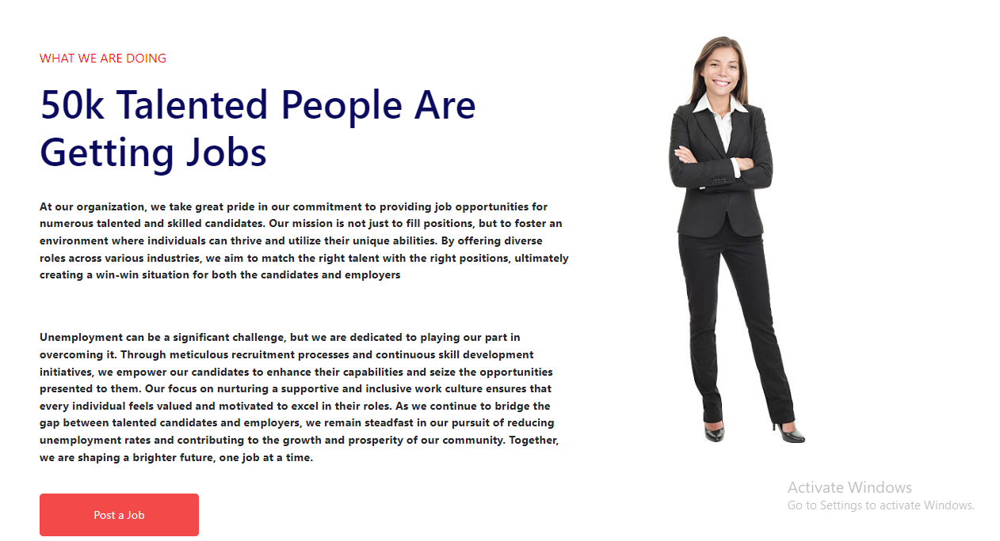 WHAT WE ARE DOING
50k Talented People Are
Getting Jobs
At our organization, we take great pride in our commitment to providing job opportunities for
numerous talented and skilled candidates. Our mission is not just to fill positions, but to foster an
environment where individuals can thrive and utilize their unique abilities. By offering diverse
roles across various industries, we aim to match the right talent with the right positions, ultimately
creating a win-win situation for both the candidates and employers
Unemployment can be a significant challenge, but we are dedicated to playing our part in
overcoming it. Through meticulous recruitment processes and continuous skill development
initiatives, we empower our candidates to enhance their capabilities and seize the opportunities
presented to them. Our focus on nurturing a supportive and inclusive work culture ensures that
every individual feels valued and motivated to excel in their roles. As we continue to bridge the
gap between talented candidates and employers, we remain steadfast in our pursuit of reducing
unemployment rates and contributing to the growth and prosperity of our community. Together,
we are shaping a brighter future, one job at a time.
Post a Job
Activate Windows
Go to Settings to activate Windows.